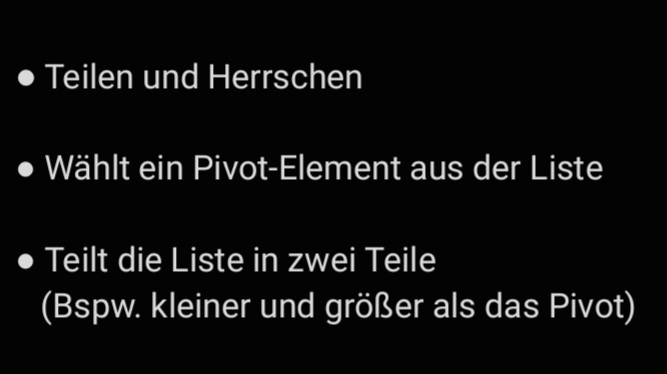 ● Teilen und Herrschen
● Wählt ein Pivot-Element aus der Liste
● Teilt die Liste in zwei Teile
(Bspw. kleiner und größer als das Pivot)